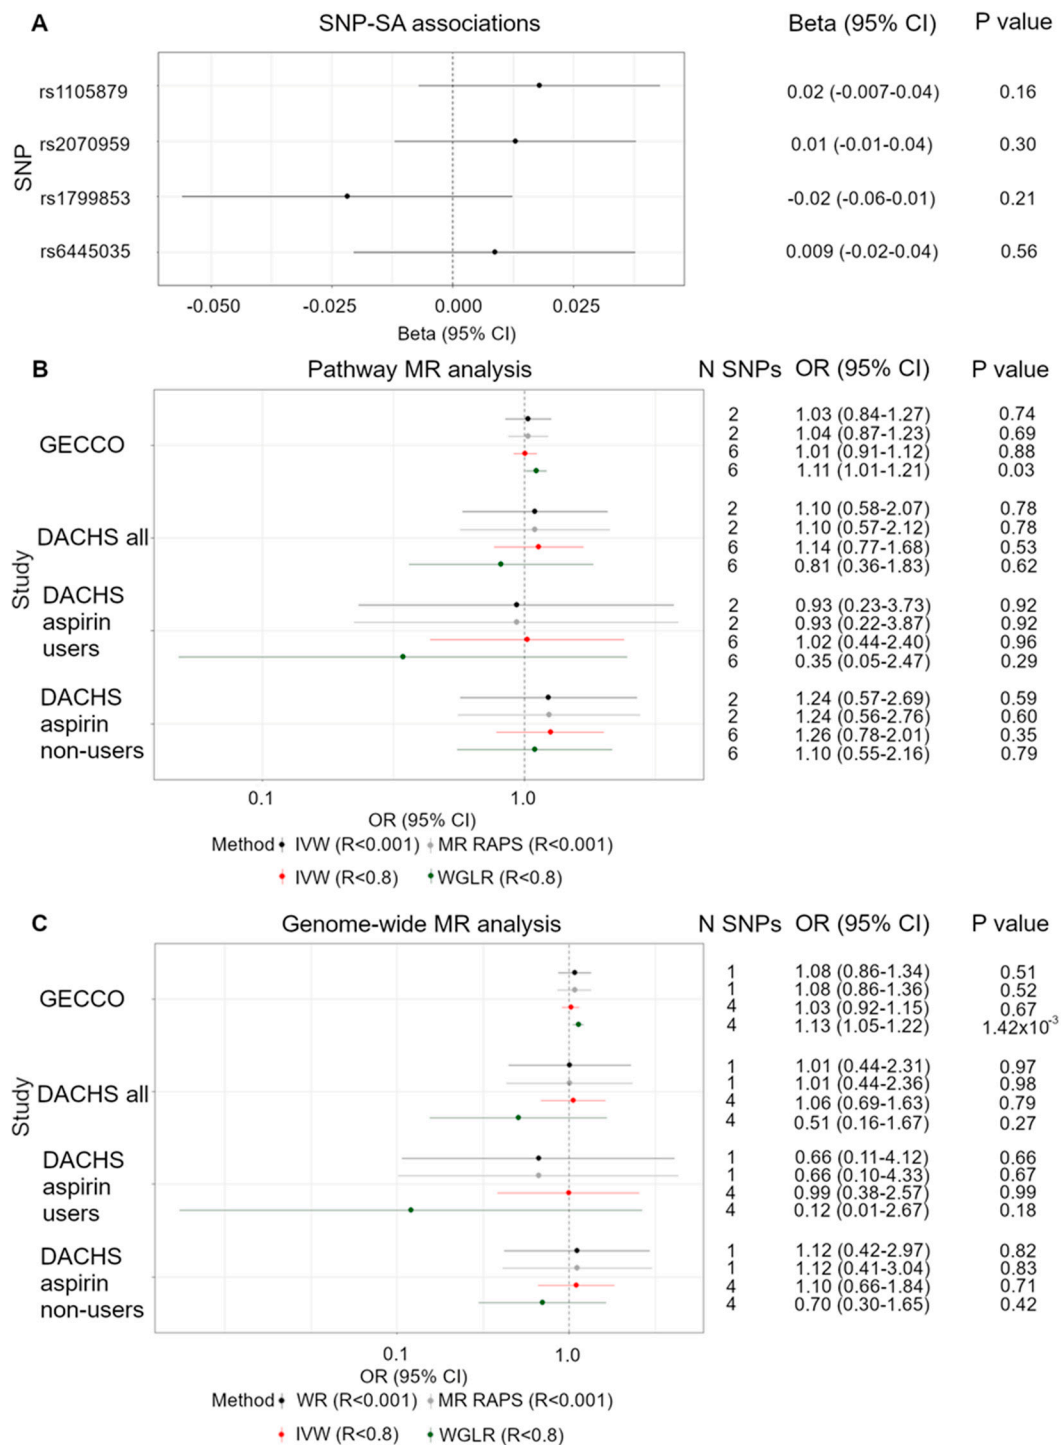 A SNP-SA associations Beta (95% CI) P value
rs1105879 0.02 (-0.007-0.04) 0.16
rs2070959 0.01 (-0.01-0.04) 0.30
rs1799853 -0.02 (-0.06-0.01) 0.21
rs6445035 0.009 (-0.02-0.04) 0.56
SNP
-0.050 -0.025 0.000 0.025
Beta (95% CI)
B Pathway MR analysis N SNPs OR (95% CI) P value
GECCO
2 1.03 (0.84-1.27) 0.74
2 1.04 (0.87-1.23) 0.69
6 1.01 (0.91-1.12) 0.88
6 1.11 (1.01-1.21) 0.03
DACHS all
2 1.10 (0.58-2.07) 0.78
2 1.10 (0.57-2.12) 0.78
6 1.14 (0.77-1.68) 0.53
6 0.81 (0.36-1.83) 0.62
Study
DACHS
aspirin
users
2 0.93 (0.23-3.73) 0.92
2 0.93 (0.22-3.87) 0.92
6 1.02 (0.44-2.40) 0.96
6 0.35 (0.05-2.47) 0.29
DACHS
aspirin
non-users
2 1.24 (0.57-2.69) 0.59
2 1.24 (0.56-2.76) 0.60
6 1.26 (0.78-2.01) 0.35
6 1.10 (0.55-2.16) 0.79
0.1 1.0
OR (95% CI)
Method IVW (R<0.001) MR RAPS (R<0.001)
IVW (R<0.8) WGLR (R<0.8)
C Genome-wide MR analysis N SNPs OR (95% CI) P value
GECCO
1 1.08 (0.86-1.34) 0.51
1 1.08 (0.86-1.36) 0.52
4 1.03 (0.92-1.15) 0.67
4 1.13 (1.05-1.22) 1.42x10-3
DACHS all
1 1.01 (0.44-2.31) 0.97
1 1.01 (0.44-2.36) 0.98
4 1.06 (0.69-1.63) 0.79
4 0.51 (0.16-1.67) 0.27
Study
DACHS
aspirin
users
1 0.66 (0.11-4.12) 0.66
1 0.66 (0.10-4.33) 0.67
4 0.99 (0.38-2.57) 0.99
4 0.12 (0.01-2.67) 0.18
DACHS
aspirin
non-users
1 1.12 (0.42-2.97) 0.82
1 1.12 (0.41-3.04) 0.83
4 1.10 (0.66-1.84) 0.71
4 0.70 (0.30-1.65) 0.42
0.1 1.0
OR (95% CI)
Method WR (R<0.001) MR RAPS (R<0.001)
IVW (R<0.8) WGLR (R<0.8)